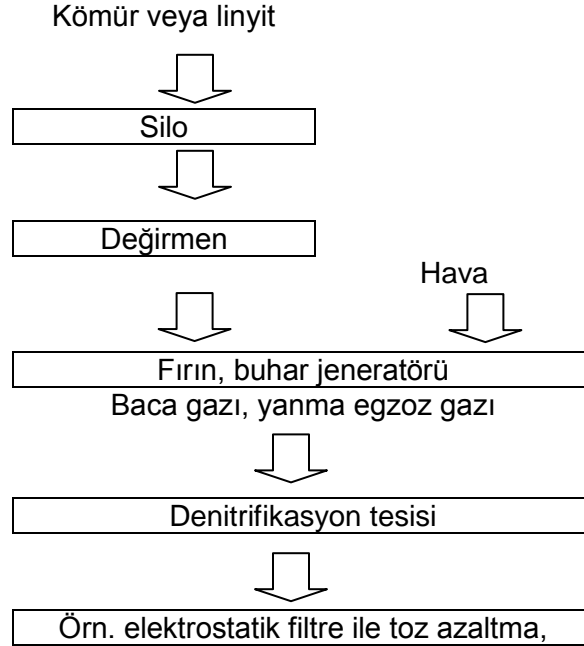 Kömür veya linyit
Silo
Değirmen
Hava
Fırın, buhar jeneratörü
Baca gazı, yanma egzoz gazı
Denitrifikasyon tesisi
Örn. elektrostatik filtre ile toz azaltma,